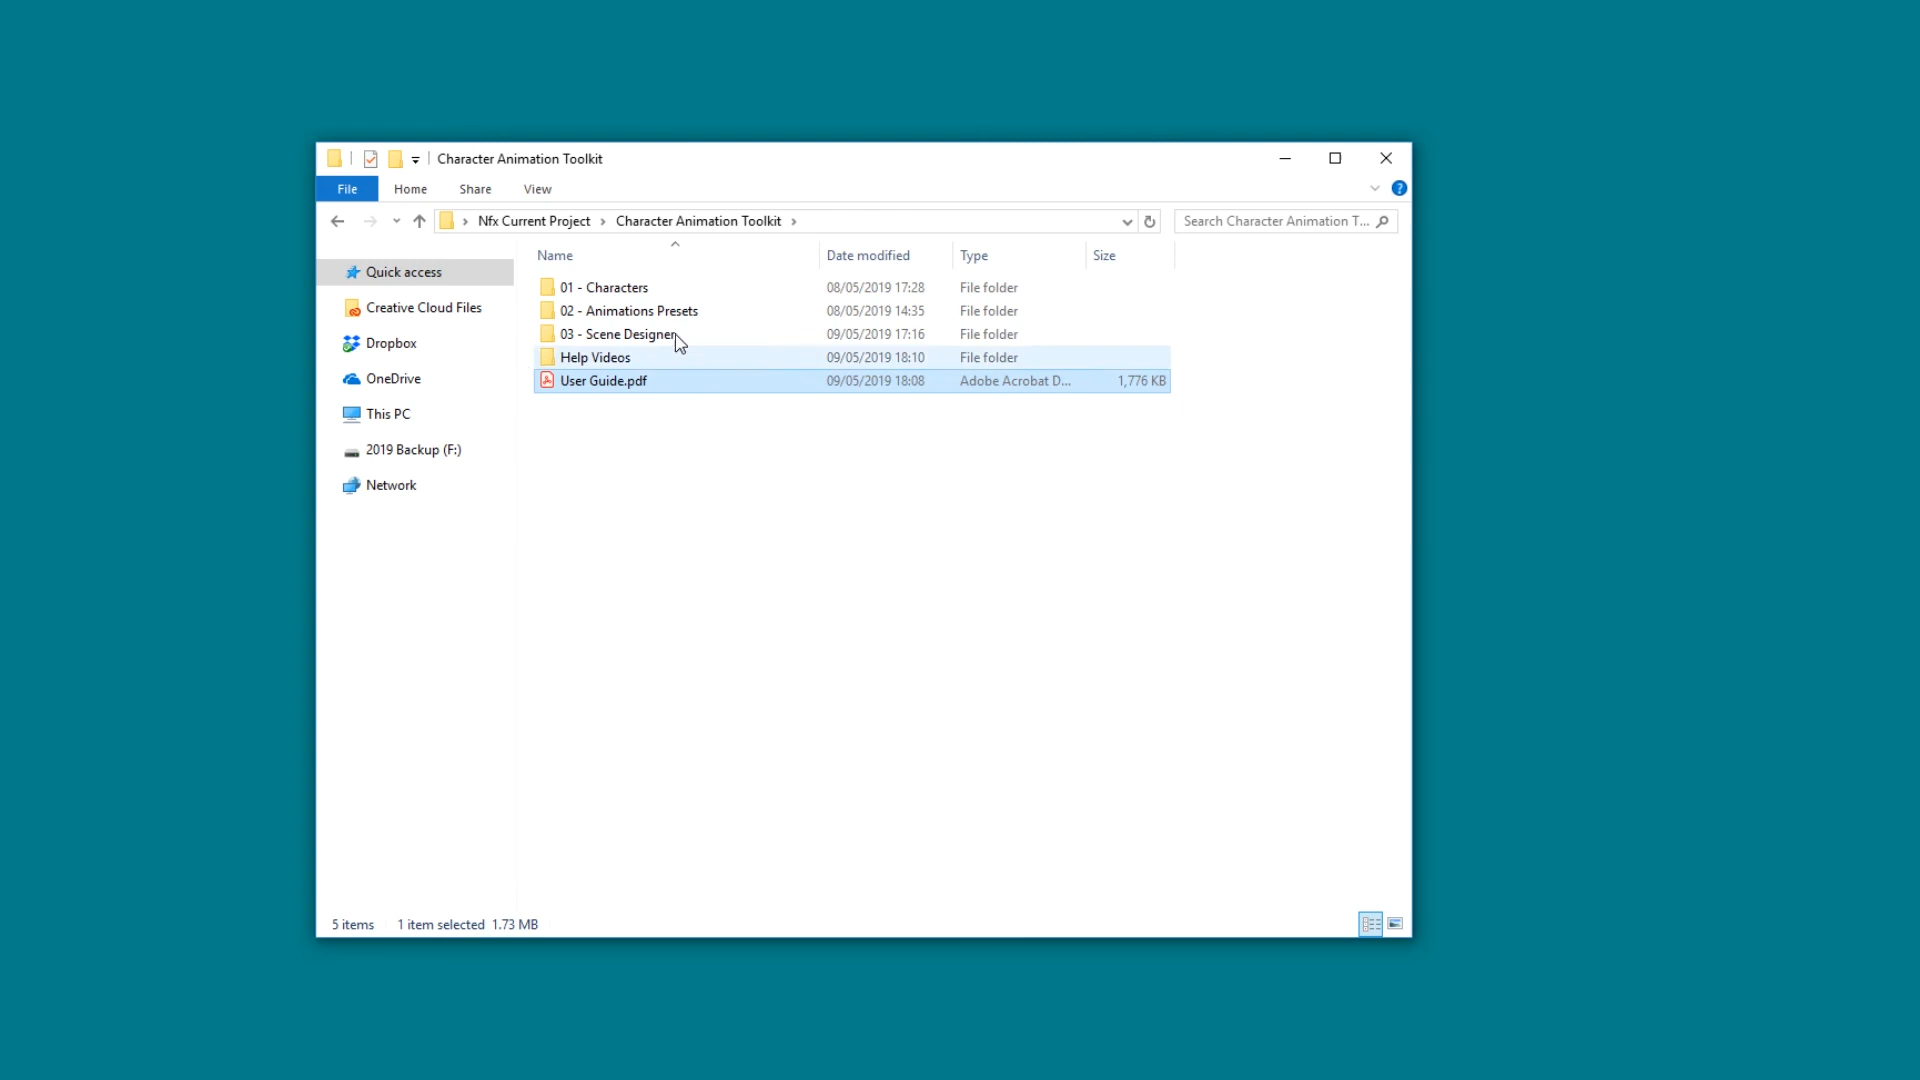 Character Animation Toolkit
File Home Share View
Nfx Current Project Character Animation Toolkit
Search Character Animation T...
Name Date modified Type Size
Quick access
Creative Cloud Files
Dropbox
OneDrive
This PC
2019 Backup (F:)
Network
01 - Characters 08/05/2019 17:28 File folder
02 - Animations Presets 08/05/2019 14:35 File folder
03 - Scene Designer 09/05/2019 17:16 File folder
Help Videos 09/05/2019 18:10 File folder
User Guide.pdf 09/05/2019 18:08 Adobe Acrobat D... 1,776 KB
5 items 1 item selected 1.73 MB